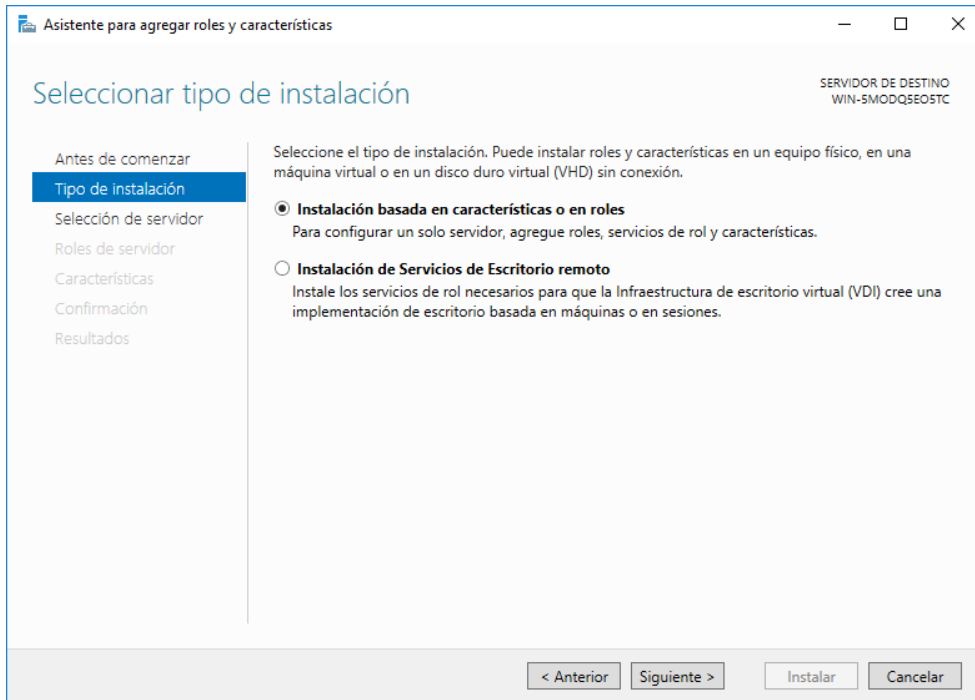 Asistente para agregar roles y características
Seleccionar tipo de instalación
SERVIDOR DE DESTINO
WIN-5MODQ5EO5TC
Antes de comenzar
Tipo de instalación
Selección de servidor
Roles de servidor
Características
Confirmación
Resultados
Seleccione el tipo de instalación. Puede instalar roles y características en un equipo físico, en una
máquina virtual o en un disco duro virtual (VHD) sin conexión.
Instalación basada en características o en roles
Para configurar un solo servidor, agregue roles, servicios de rol y características.
Instalación de Servicios de Escritorio remoto
Instale los servicios de rol necesarios para que la Infraestructura de escritorio virtual (VDI) cree una
implementación de escritorio basada en máquinas o en sesiones.
< Anterior
Siguiente >
Instalar
Cancelar